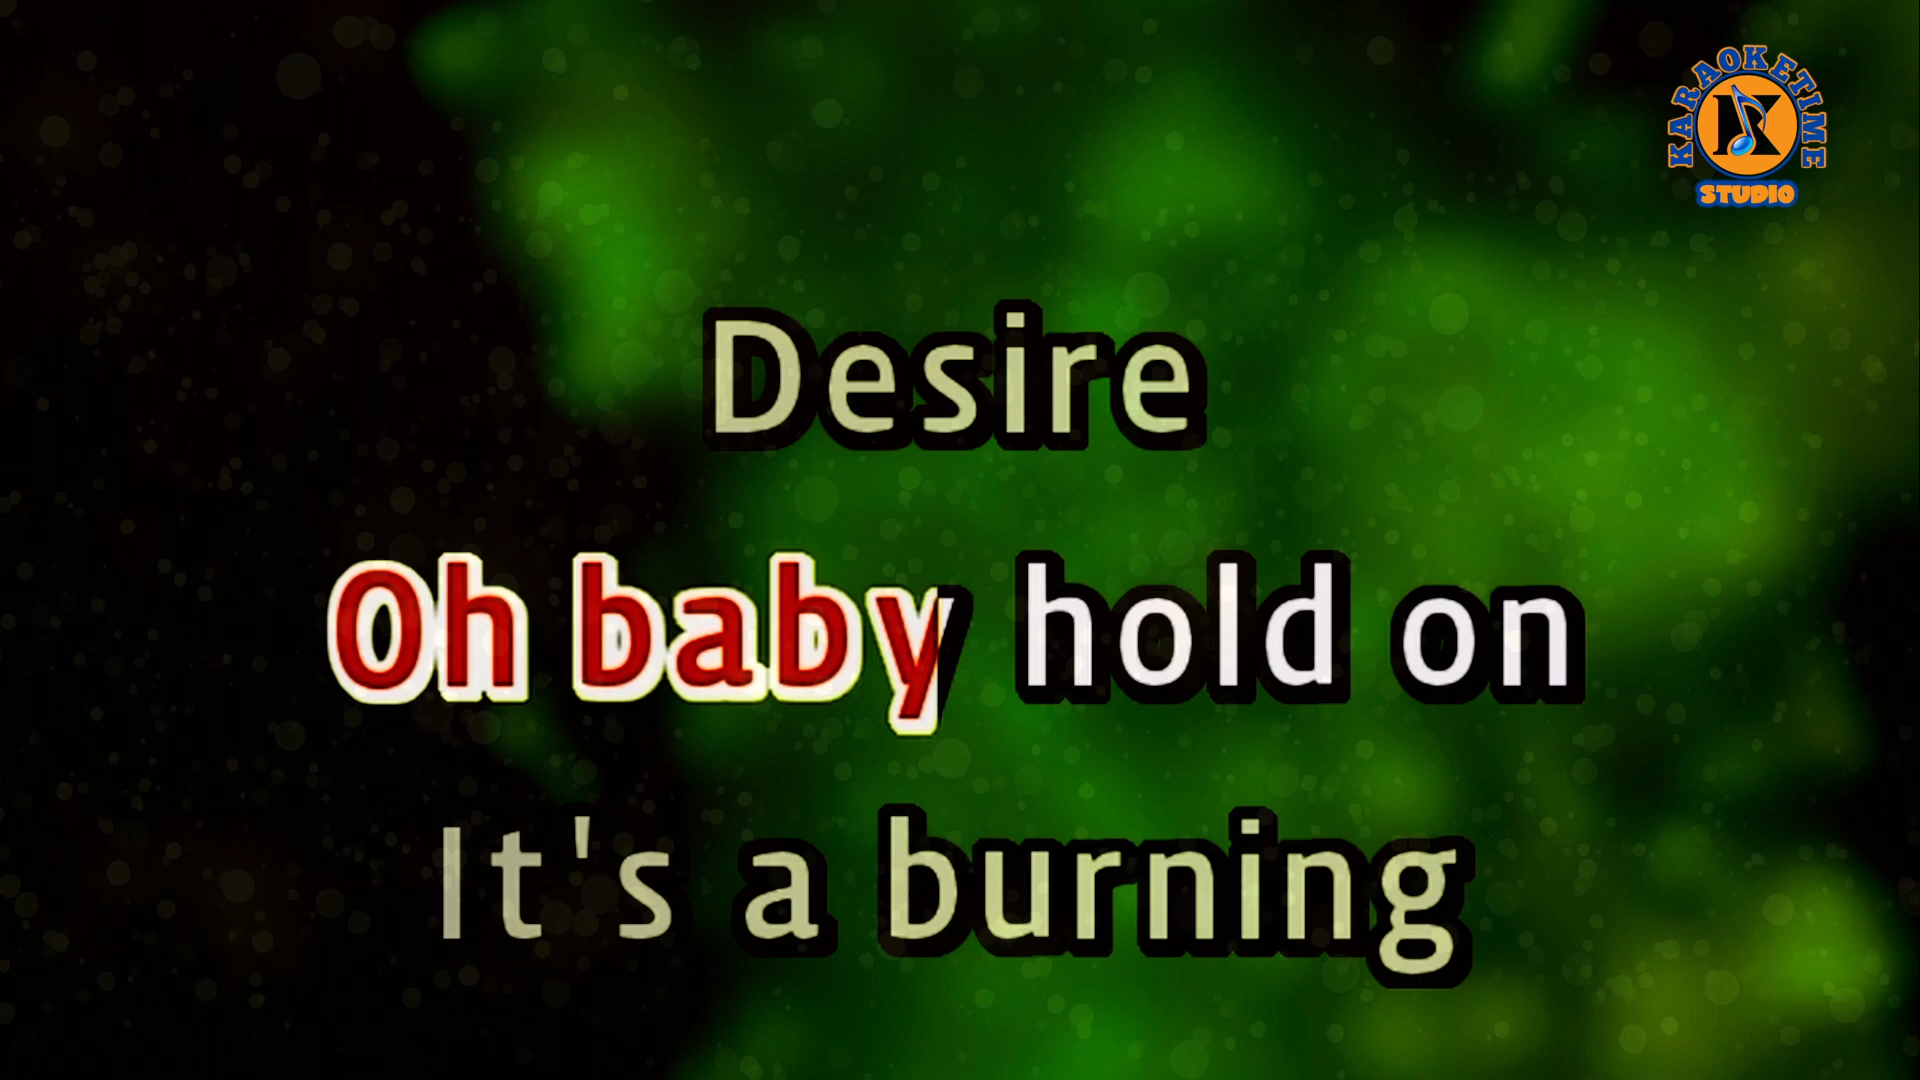 KARAOKETIME
K
STUDIO
Desire
Oh baby hold on
It's a burning